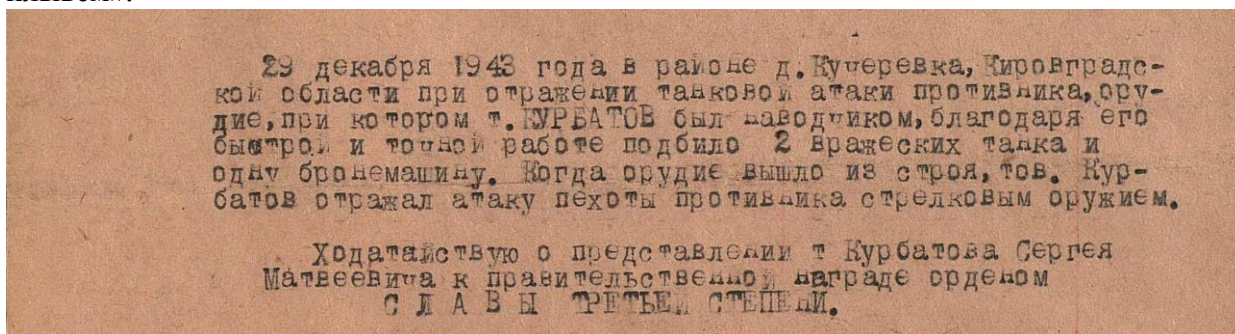 29 декабря 1943 года в районе д.Кучеревка,Кировградс-
кой области при отражении танковой атаки противника,ору-
дие,при котором т.КУРБАТОВ был наводчиком,благодаря его
быстрой и точной работе подбило 2 вражеских танка и
одну бронемашину. Когда орудие вышло из строя,тов. Кур-
батов отражал атаку пехоты противника стрелковым оружием.
Ходатайствую о представлении т Курбатова Сергея
Матвеевича к правительственной награде орденом
С Л А В Ы ТРЕТЬЕЙ СТЕПЕНИ.